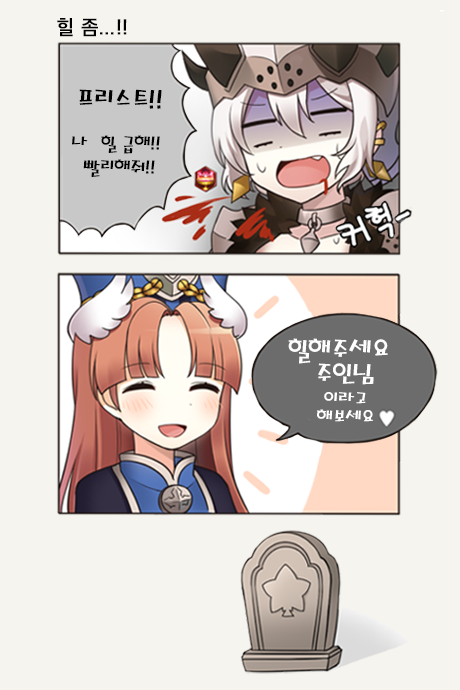 힐 좀...!!
프리스트!!
나 힐 급해!!
빨리해줘!!
커헉-
힐해주세요
주인님
이라고
해보세요♥